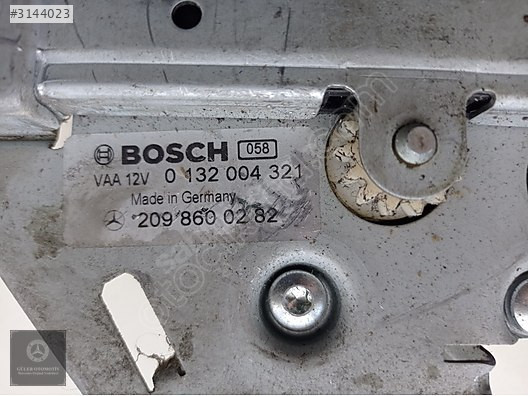 #3144023
BOSCH 058
VAA 12V 0 132 004 321
Made in Germany
209 860 02 82